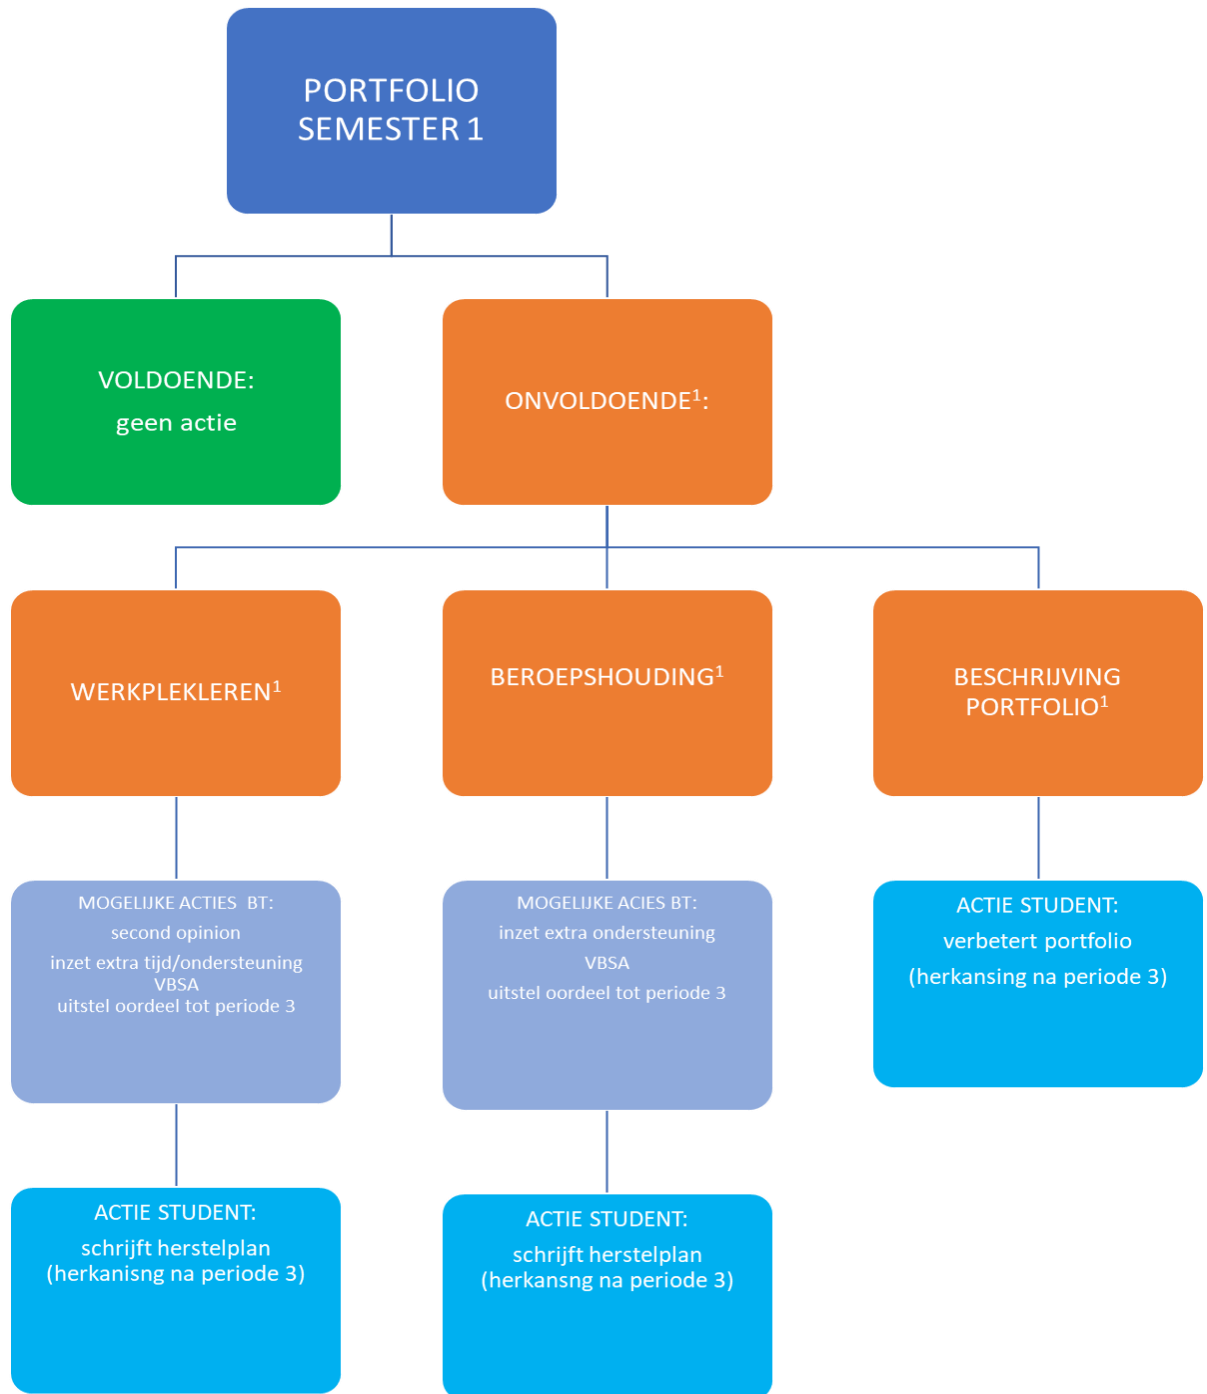 PORTFOLIO
SEMESTER 1
VOLDOENDE:
geen actie
ONVOLDOENDE¹:
WERKPLEKLEREN¹
BEROEPSHOUDING¹
BESCHRIJVING
PORTFOLIO¹
MOGELIJKE ACTIES BT:
second opinion
inzet extra tijd/ondersteuning
VBSA
uitstel oordeel tot periode 3
MOGELIJKE ACIES BT:
inzet extra ondersteuning
VBSA
uitstel oordeel tot periode 3
ACTIE STUDENT:
verbetert portfolio
(herkansing na periode 3)
ACTIE STUDENT:
schrijft herstelplan
(herkanisng na periode 3)
ACTIE STUDENT:
schrijft herstelplan
(herkansng na periode 3)